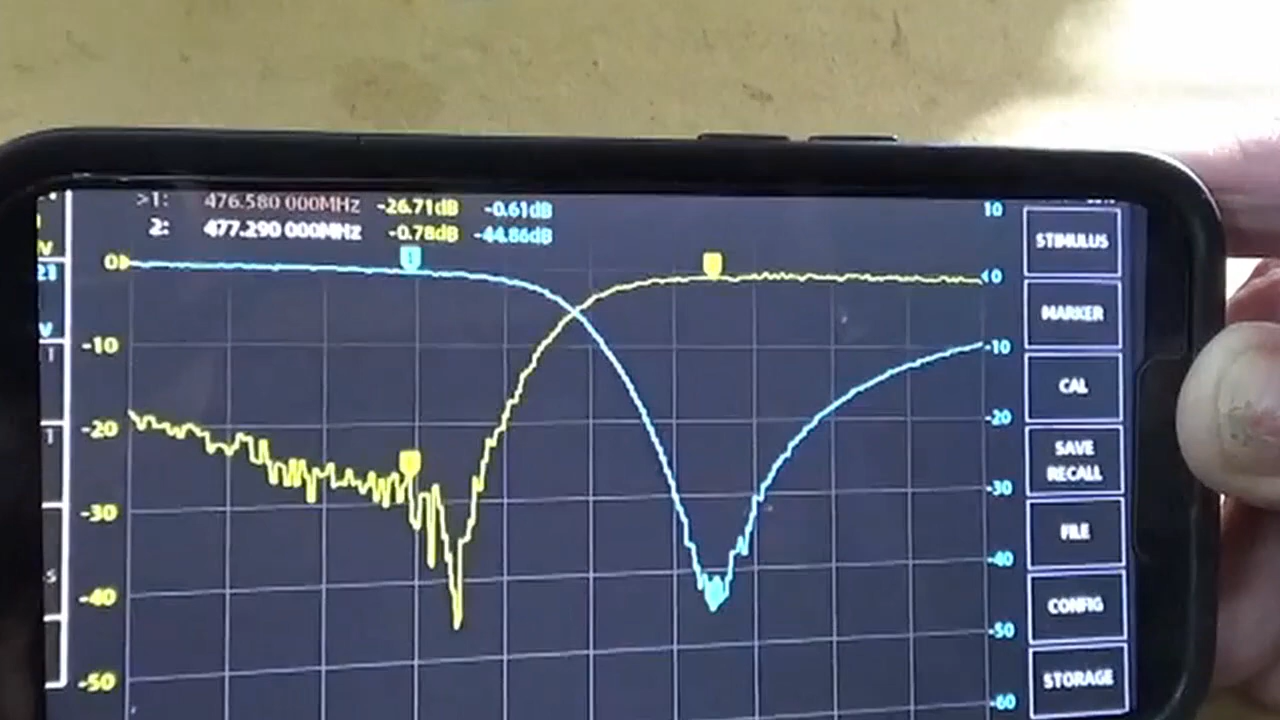 >1: 476.580 000MHz -26.71dB -0.61dB
2: 477.290 000MHz -0.78dB -44.86dB
10
0
1
0
-10
-10
-20
-20
-30
-30
-40
-40
-50
-50
-60
STIMULUS
MARKER
CAL
SAVE
RECALL
FILE
CONFIG
STORAGE